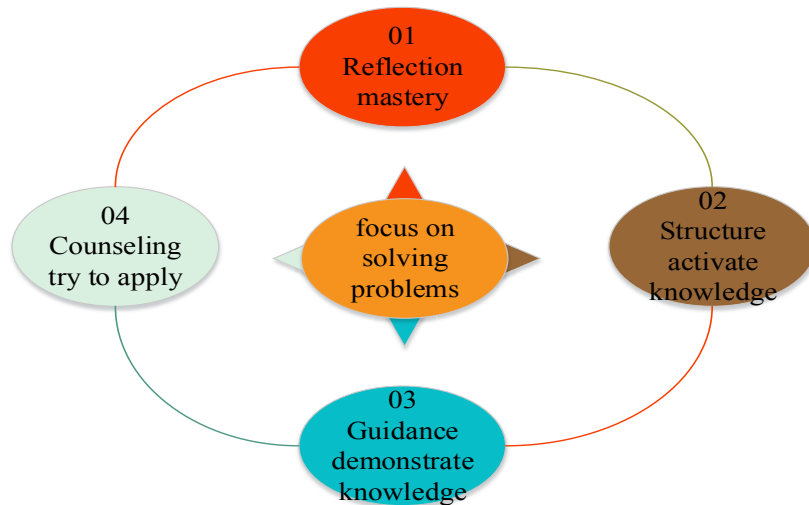 01
Reflection
mastery
02
Structure
activate
knowledge
03
Guidance
demonstrate
knowledge
04
Counseling
try to apply
focus on
solving
problems